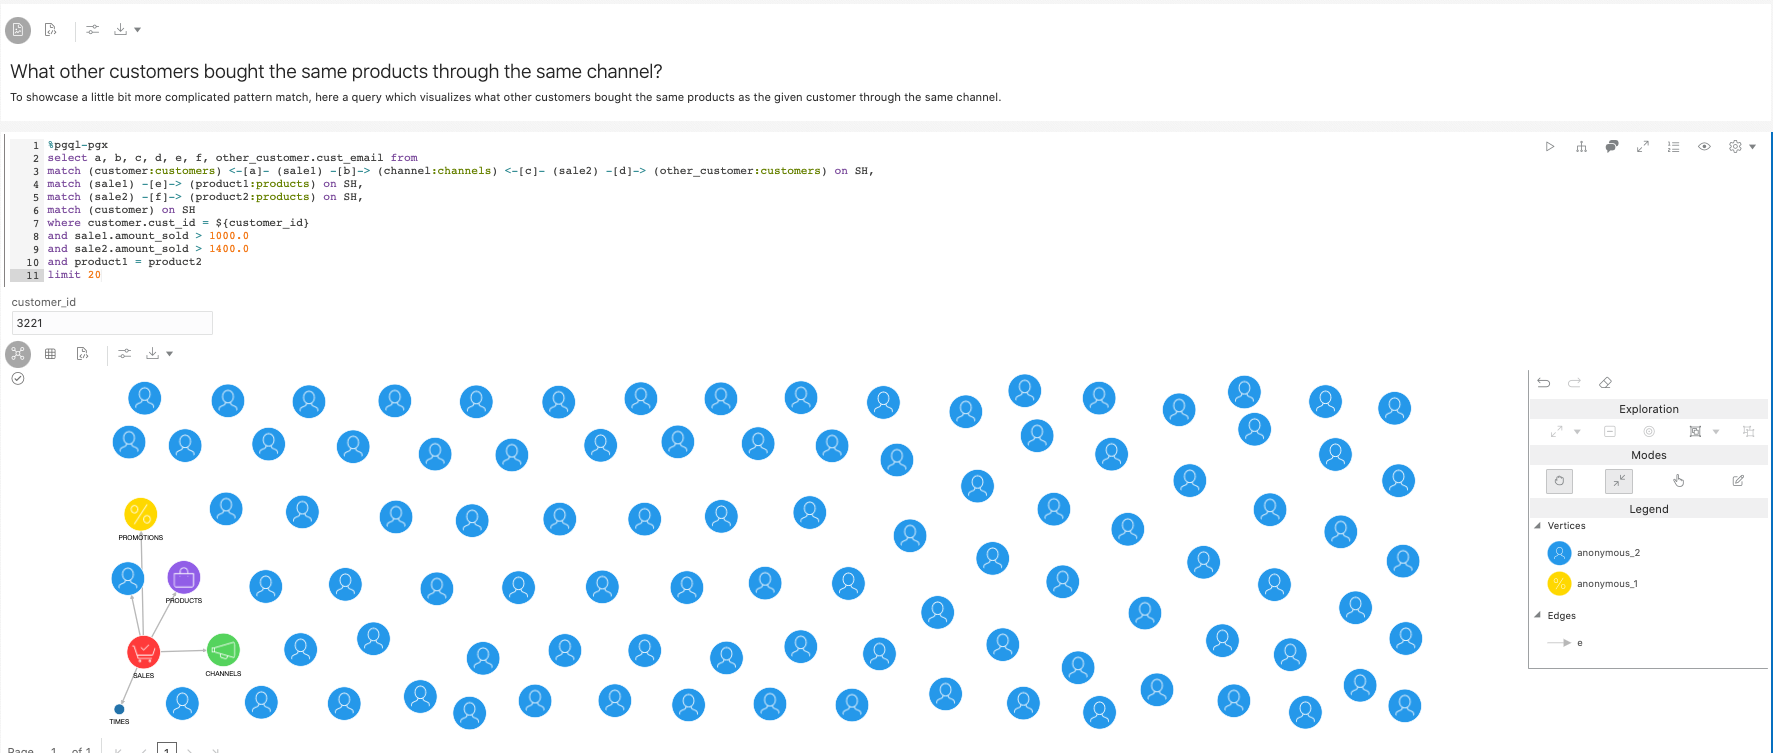 What other customers bought the same products through the same channel?
To showcase a little bit more complicated pattern match, here a query which visualizes what other customers bought the same products as the given customer through the same channel.
1 %pgql-pgx
2 select a, b, c, d, e, f, other_customer.cust_email from
3 match (customer:customers) <-[a]- (sale1) -[b]-> (channel:channels) <-[c]- (sale2) -[d]-> (other_customer:customers) on SH,
4 match (sale1) -[e]-> (product1:products) on SH,
5 match (sale2) -[f]-> (product2:products) on SH,
6 match (customer) on SH
7 where customer.cust_id = ${customer_id}
8 and sale1.amount_sold > 1000.0
9 and sale2.amount_sold > 1400.0
10 and product1 = product2
11 limit 20
customer_id
3221
Exploration
Modes
Legend
Vertices
anonymous_2
anonymous_1
Edges
e
PROMOTIONS
PRODUCTS
SALES
CHANNELS
TIMES
Page 1 of 1 1